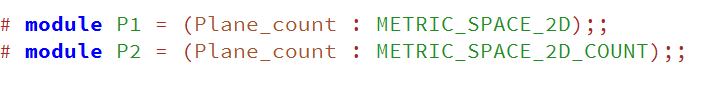 # module P1 = (Plane_count : METRIC_SPACE_2D);;
# module P2 = (Plane_count : METRIC_SPACE_2D_COUNT);;